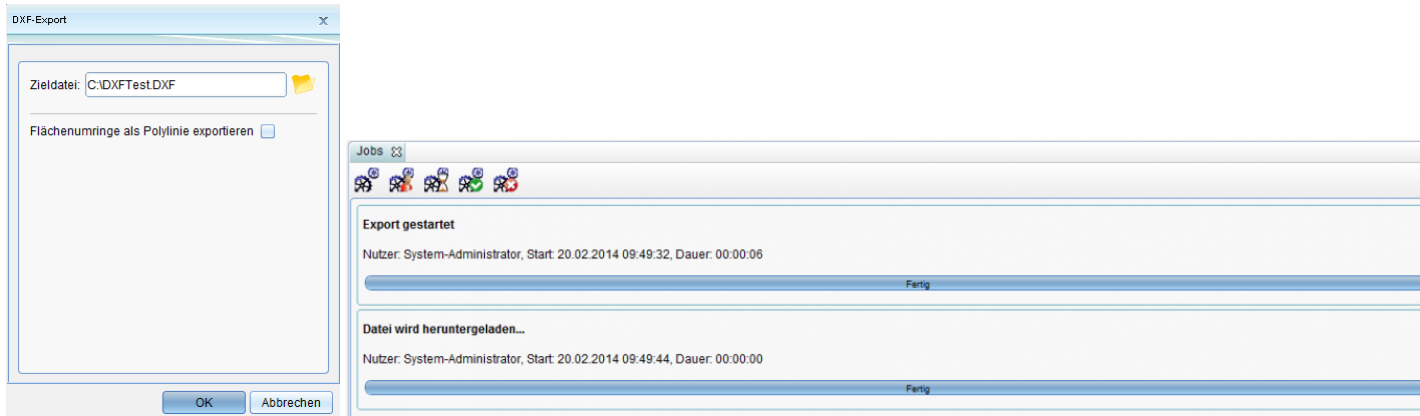 DXF-Export
Zieldatei: C:\DXFTest.DXF
Flächenumringe als Polylinie exportieren
OK Abbrechen
Jobs
Export gestartet
Nutzer: System-Administrator, Start: 20.02.2014 09:49:32, Dauer: 00:00:06
Fertig
Datei wird heruntergeladen...
Nutzer: System-Administrator, Start: 20.02.2014 09:49:44, Dauer: 00:00:00
Fertig